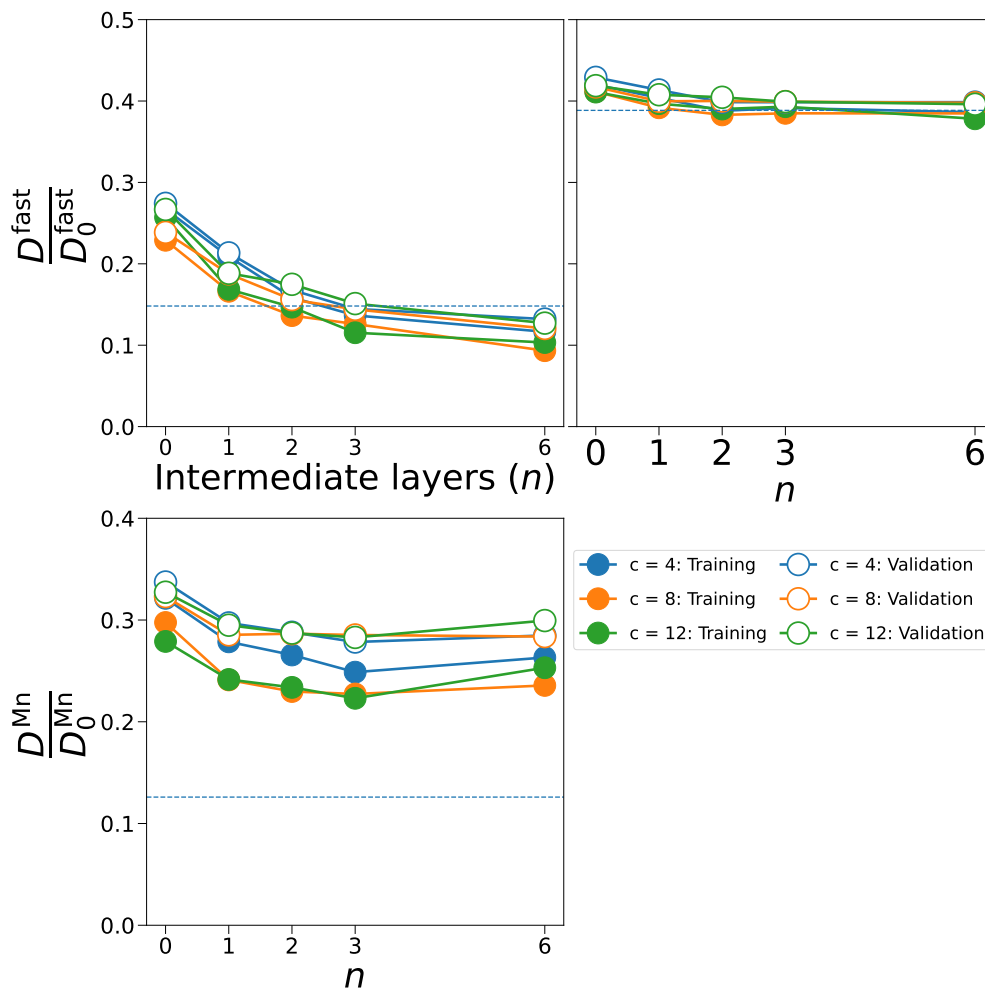 0.5
0.4
0.3
0.2
0.1
0.0
D^fast
D_0^fast
0 1 2 3 6
Intermediate layers (n)
0 1 2 3 6
n
0.4
0.3
0.2
0.1
0.0
D^Mn
D_0^Mn
0 1 2 3 6
n
c = 4: Training
c = 8: Training
c = 12: Training
c = 4: Validation
c = 8: Validation
c = 12: Validation